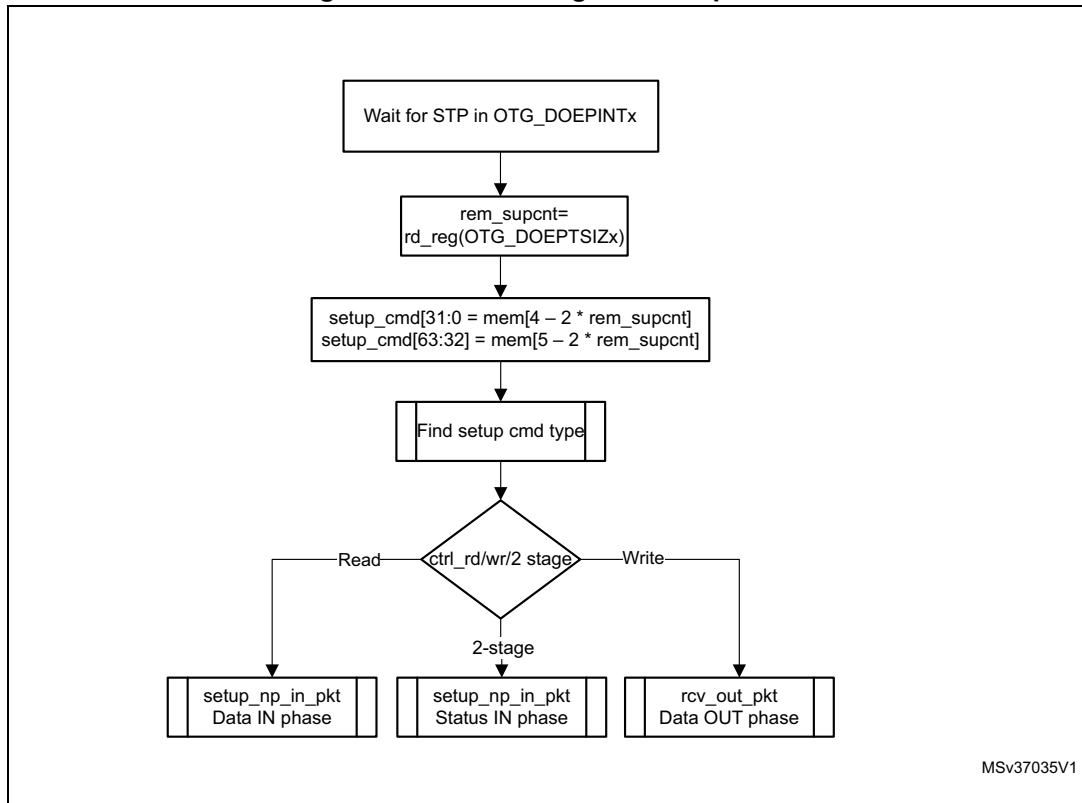 Wait for STP in OTG_DOEPINTx
rem_supcnt=
rd_reg(OTG_DOEPTSIZx)
setup_cmd[31:0 = mem[4 – 2 * rem_supcnt]
setup_cmd[63:32] = mem[5 – 2 * rem_supcnt]
Find setup cmd type
Read
ctrl_rd/wr/2 stage
Write
2-stage
setup_np_in_pkt
Data IN phase
setup_np_in_pkt
Status IN phase
rcv_out_pkt
Data OUT phase
MSv37035V1